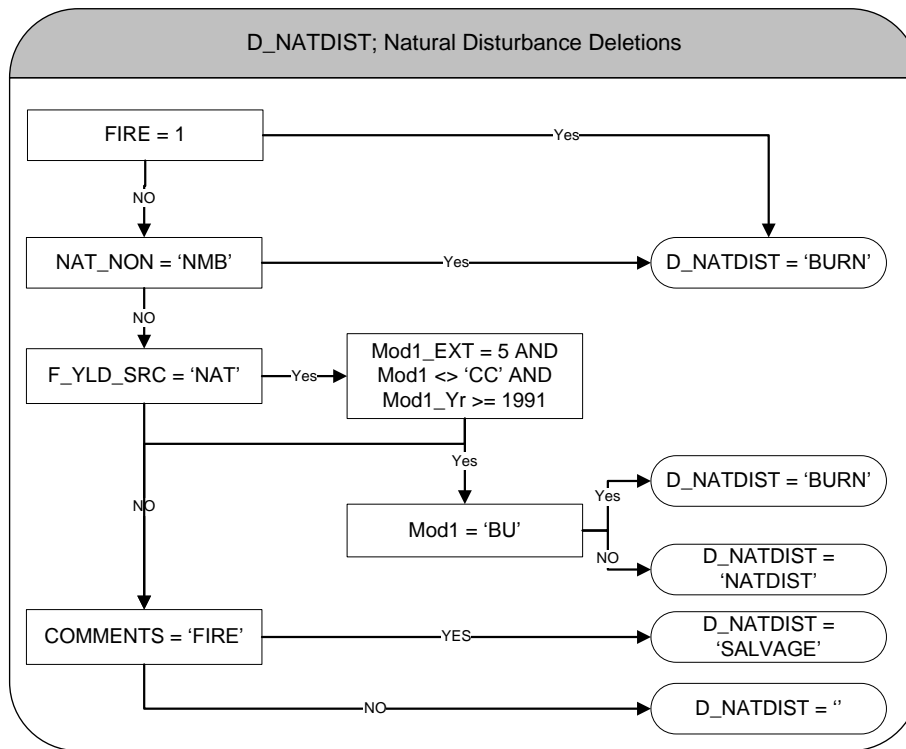 D_NATDIST; Natural Disturbance Deletions
FIRE = 1
Yes
NO
NAT_NON = ‘NMB’
Yes
D_NATDIST = ‘BURN’
NO
F_YLD_SRC = ‘NAT’
Yes
Mod1_EXT = 5 AND
Mod1 <> ‘CC’ AND
Mod1_Yr >= 1991
Yes
NO
Mod1 = ‘BU’
Yes
D_NATDIST = ‘BURN’
NO
D_NATDIST =
‘NATDIST’
COMMENTS = ‘FIRE’
YES
D_NATDIST =
‘SALVAGE’
NO
D_NATDIST = ‘’